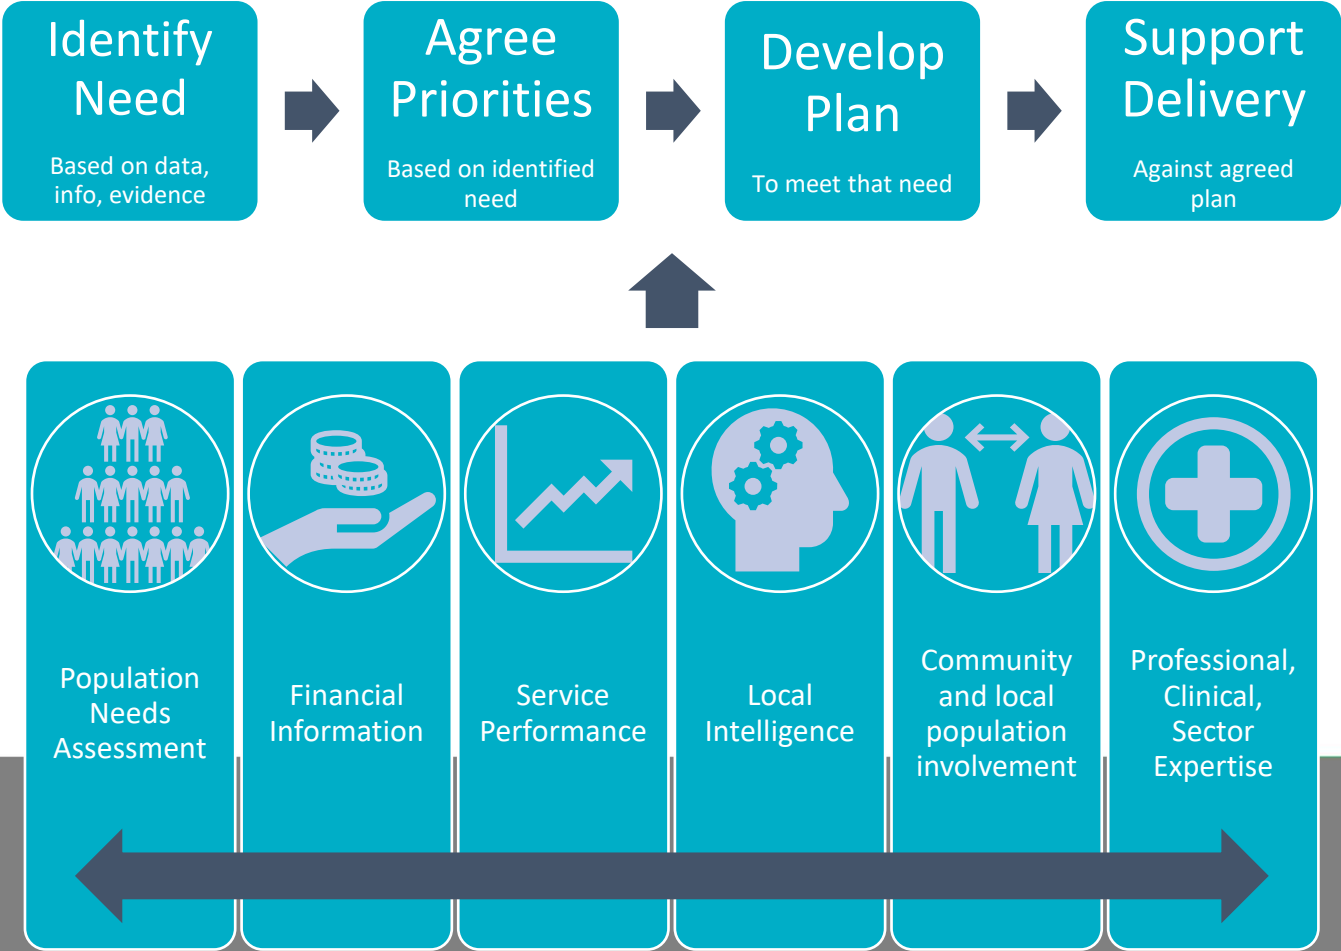 Identify
Need
Based on data,
info, evidence
Agree
Priorities
Based on identified
need
Develop
Plan
To meet that need
Support
Delivery
Against agreed
plan
Population
Needs
Assessment
Financial
Information
Service
Performance
Local
Intelligence
Community
and local
population
involvement
Professional,
Clinical,
Sector
Expertise